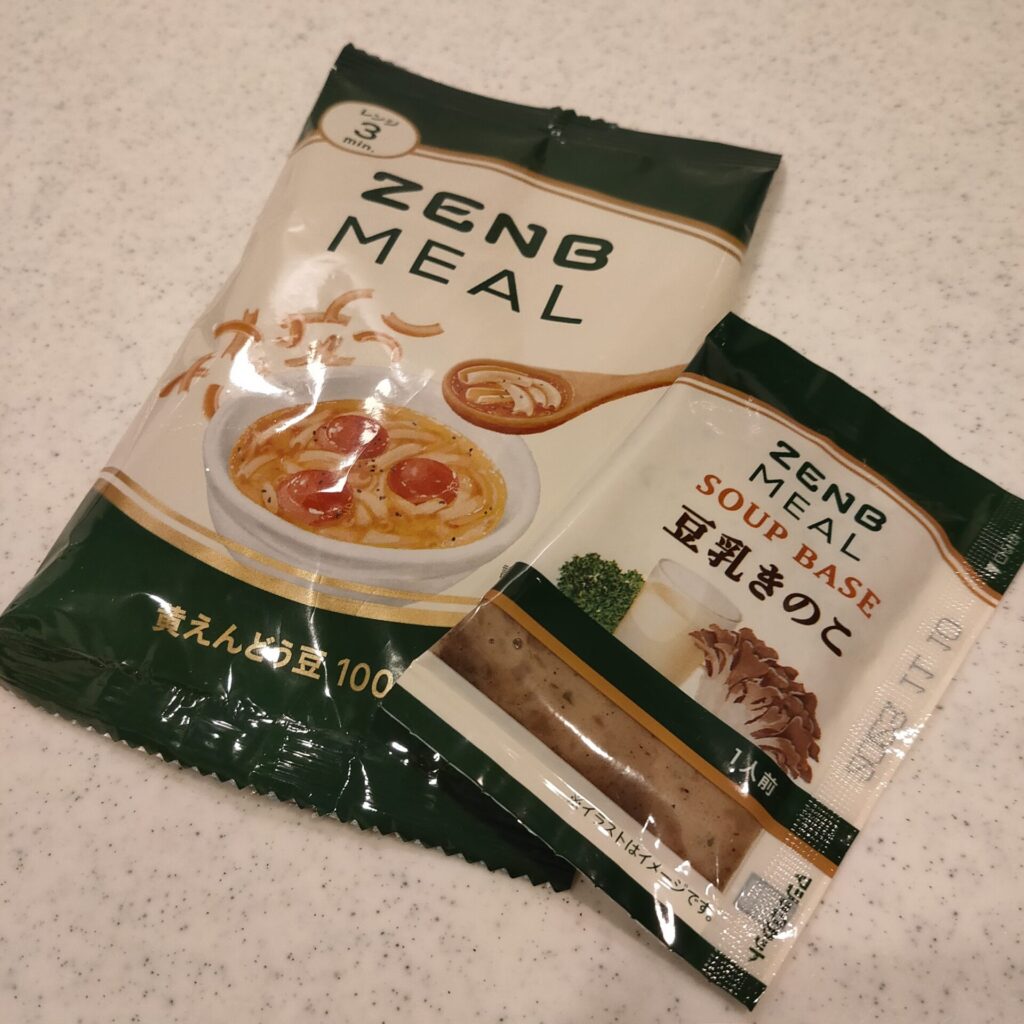 レンジ
3
min.
ZENB
MEAL
黄えんどう豆 100
ZENB
MEAL
SOUP BASE
豆乳きのこ
1人前
※イラストはイメージです。